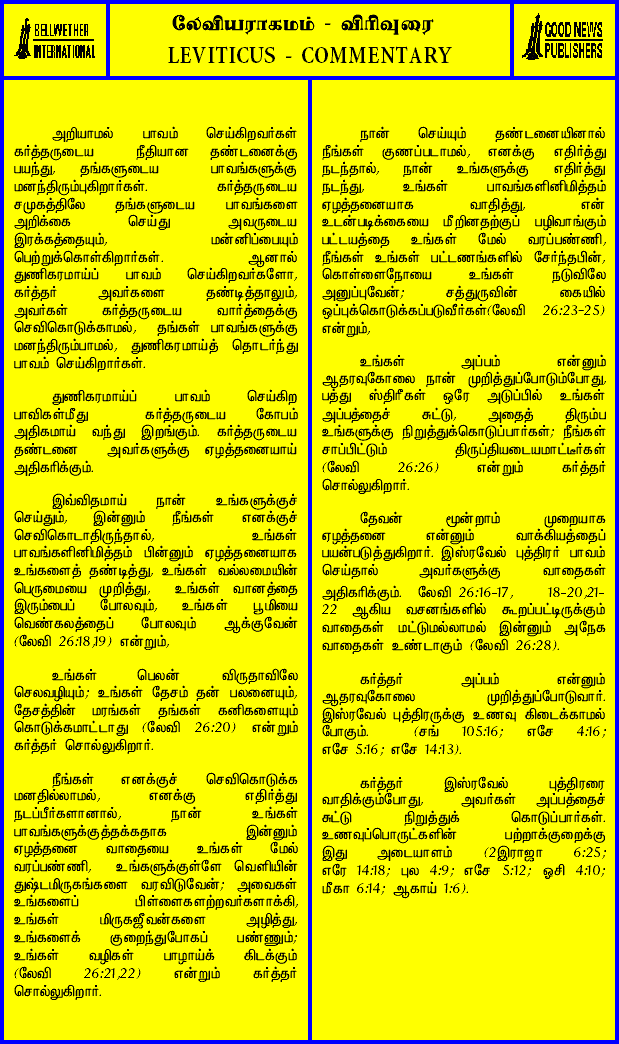 BELLWETHER
INTERNATIONAL
லேவியராகமம் - விரிவுரை
LEVITICUS - COMMENTARY
GOOD NEWS
PUBLISHERS
அறியாமல் பாவம் செய்கிறவர்கள்
கர்த்தருடைய நீதியான தண்டனைக்கு
பயந்து, தங்களுடைய பாவங்களுக்கு
மனந்திரும்புகிறார்கள். கர்த்தருடைய
சமுகத்திலே தங்களுடைய பாவங்களை
அறிக்கை செய்து அவருடைய
இரக்கத்தையும், மன்னிப்பையும்
பெற்றுக்கொள்கிறார்கள். ஆனால்
துணிகரமாய்ப் பாவம் செய்கிறவர்களோ,
கர்த்தர் அவர்களை தண்டித்தாலும்,
அவர்கள் கர்த்தருடைய வார்த்தைக்கு
செவிகொடுக்காமல், தங்கள் பாவங்களுக்கு
மனந்திரும்பாமல், துணிகரமாய்த் தொடர்ந்து
பாவம் செய்கிறார்கள்.
துணிகரமாய்ப் பாவம் செய்கிற
பாவிகள்மீது கர்த்தருடைய கோபம்
அதிகமாய் வந்து இறங்கும். கர்த்தருடைய
தண்டனை அவர்களுக்கு ஏழத்தனையாய்
அதிகரிக்கும்.
இவ்விதமாய் நான் உங்களுக்குச்
செய்தும், இன்னும் நீங்கள் எனக்குச்
செவிகொடாதிருந்தால், உங்கள்
பாவங்களினிமித்தம் பின்னும் ஏழத்தனையாக
உங்களைத் தண்டித்து, உங்கள் வல்லமையின்
பெருமையை முறித்து, உங்கள் வானத்தை
இரும்பைப் போலவும், உங்கள் பூமியை
வெண்கலத்தைப் போலவும் ஆக்குவேன்
(லேவி 26:18,19) என்றும்,
உங்கள் பெலன் விருதாவிலே
செலவழியும்; உங்கள் தேசம் தன் பலனையும்,
தேசத்தின் மரங்கள் தங்கள் கனிகளையும்
கொடுக்கமாட்டாது (லேவி 26:20) என்றும்
கர்த்தர் சொல்லுகிறார்.
நீங்கள் எனக்குச் செவிகொடுக்க
மனதில்லாமல், எனக்கு எதிர்த்து
நடப்பீர்களானால், நான் உங்கள்
பாவங்களுக்குத்தக்கதாக இன்னும்
ஏழத்தனை வாதையை உங்கள் மேல்
வரப்பண்ணி, உங்களுக்குள்ளே வெளியின்
துஷ்டமிருகங்களை வரவிடுவேன்; அவைகள்
உங்களைப் பிள்ளைகளற்றவர்களாக்கி,
உங்கள் மிருகஜீவன்களை அழித்து,
உங்களைக் குறைந்துபோகப் பண்ணும்;
உங்கள் வழிகள் பாழாய்க் கிடக்கும்
(லேவி 26:21,22) என்றும் கர்த்தர்
சொல்லுகிறார்.
நான் செய்யும் தண்டனையினால்
நீங்கள் குணப்படாமல், எனக்கு எதிர்த்து
நடந்தால், நான் உங்களுக்கு எதிர்த்து
நடந்து, உங்கள் பாவங்களினிமித்தம்
ஏழத்தனையாக வாதித்து, என்
உடன்படிக்கையை மீறினதற்குப் பழிவாங்கும்
பட்டயத்தை உங்கள் மேல் வரப்பண்ணி,
நீங்கள் உங்கள் பட்டணங்களில் சேர்ந்தபின்,
கொள்ளைநோயை உங்கள் நடுவிலே
அனுப்புவேன்; சத்துருவின் கையில்
ஒப்புக்கொடுக்கப்படுவீர்கள்(லேவி 26:23-25)
என்றும்,
உங்கள் அப்பம் என்னும்
ஆதரவுகோலை நான் முறித்துப்போடும்போது,
பத்து ஸ்திரீகள் ஒரே அடுப்பில் உங்கள்
அப்பத்தைச் சுட்டு, அதைத் திரும்ப
உங்களுக்கு நிறுத்துக்கொடுப்பார்கள்; நீங்கள்
சாப்பிட்டும் திருப்தியடையமாட்டீர்கள்
(லேவி 26:26) என்றும் கர்த்தர்
சொல்லுகிறார்.
தேவன் மூன்றாம் முறையாக
ஏழத்தனை என்னும் வாக்கியத்தைப்
பயன்படுத்துகிறார். இஸ்ரவேல் புத்திரர் பாவம்
செய்தால் அவர்களுக்கு வாதைகள்
அதிகரிக்கும். லேவி 26:16-17, 18-20,21-
22 ஆகிய வசனங்களில் கூறப்பட்டிருக்கும்
வாதைகள் மட்டுமல்லாமல் இன்னும் அநேக
வாதைகள் உண்டாகும் (லேவி 26:28).
கர்த்தர் அப்பம் என்னும்
ஆதரவுகோலை முறித்துப்போடுவார்.
இஸ்ரவேல் புத்திரருக்கு உணவு கிடைக்காமல்
போகும். (சங் 105:16; எசே 4:16;
எசே 5:16; எசே 14:13).
கர்த்தர் இஸ்ரவேல் புத்திரரை
வாதிக்கும்போது, அவர்கள் அப்பத்தைச்
சுட்டு நிறுத்துக் கொடுப்பார்கள்.
உணவுப்பொருட்களின் பற்றாக்குறைக்கு
இது அடையாளம் (2இராஜா 6:25;
எரே 14:18; புல 4:9; எசே 5:12; ஓசி 4:10;
மீகா 6:14; ஆகாய் 1:6).